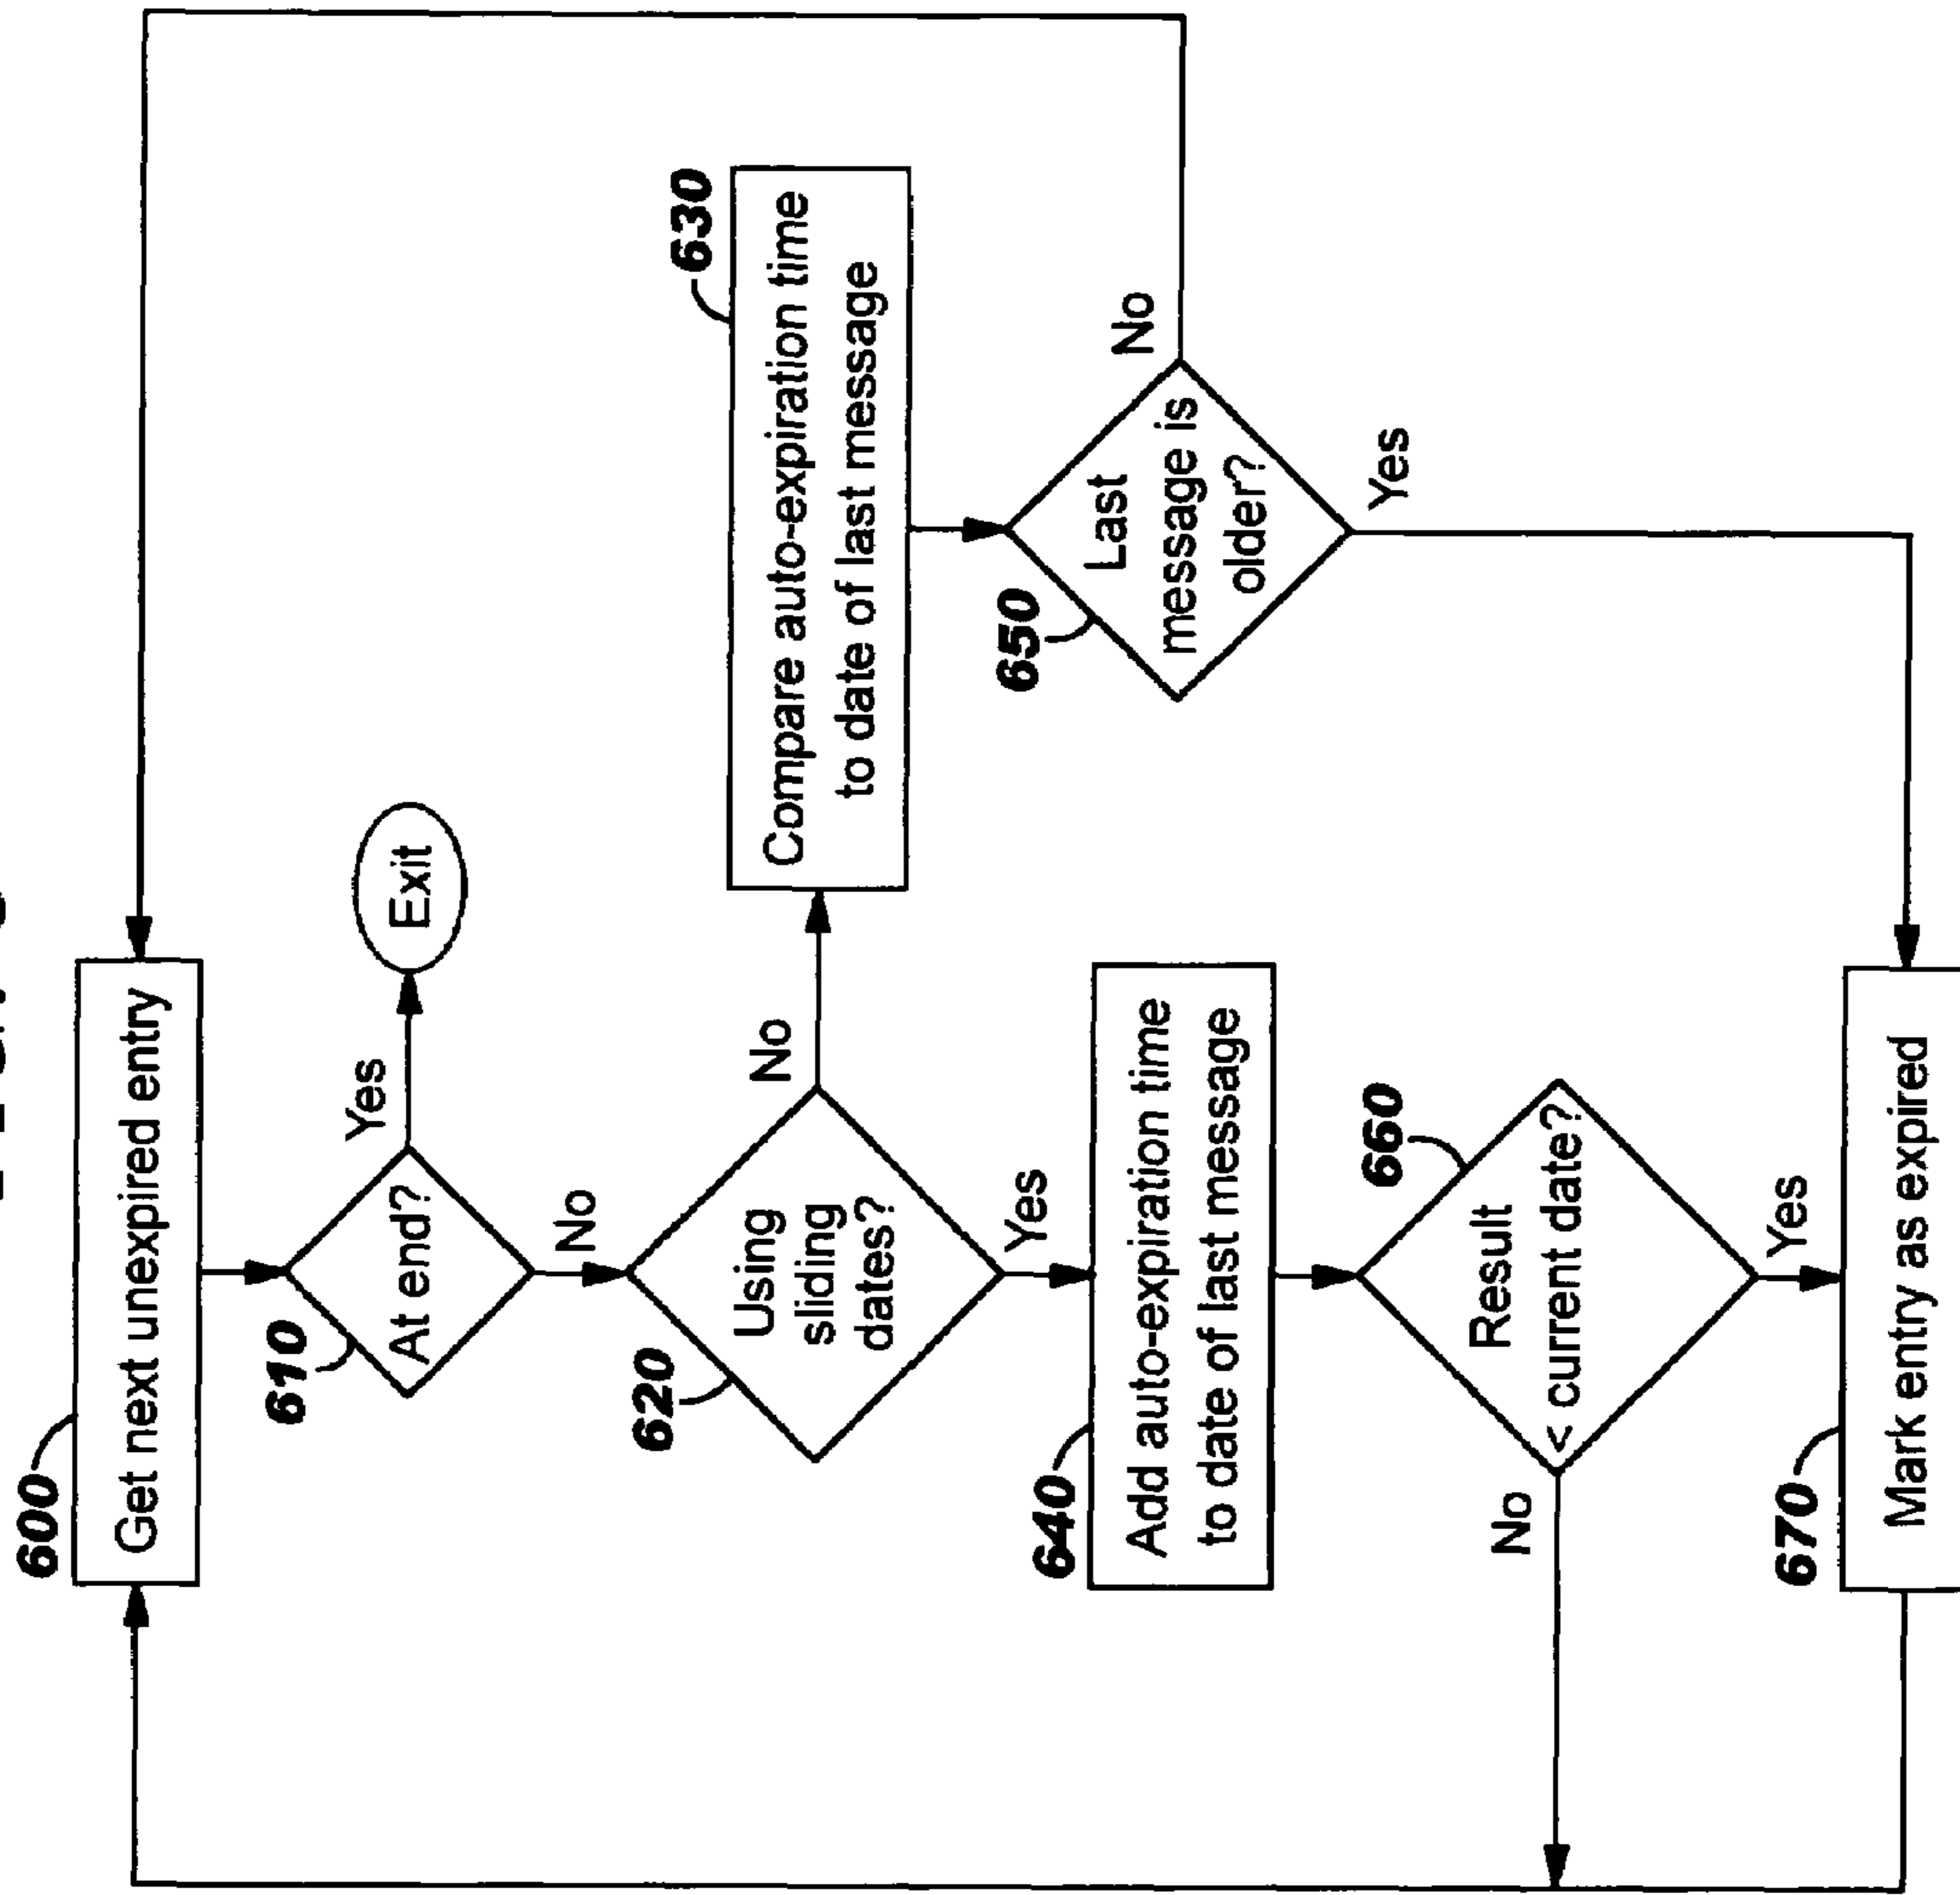 600
Get next unexpired entry
610
At end?
Yes
Exit
No
620
Using
sliding
dates?
No
630
Compare auto-expiration time
to date of last message
Yes
640
Add auto-expiration time
to date of last message
650
Last
message is
older?
No
Yes
660
Result
< current date?
No
Yes
670
Mark entry as expired